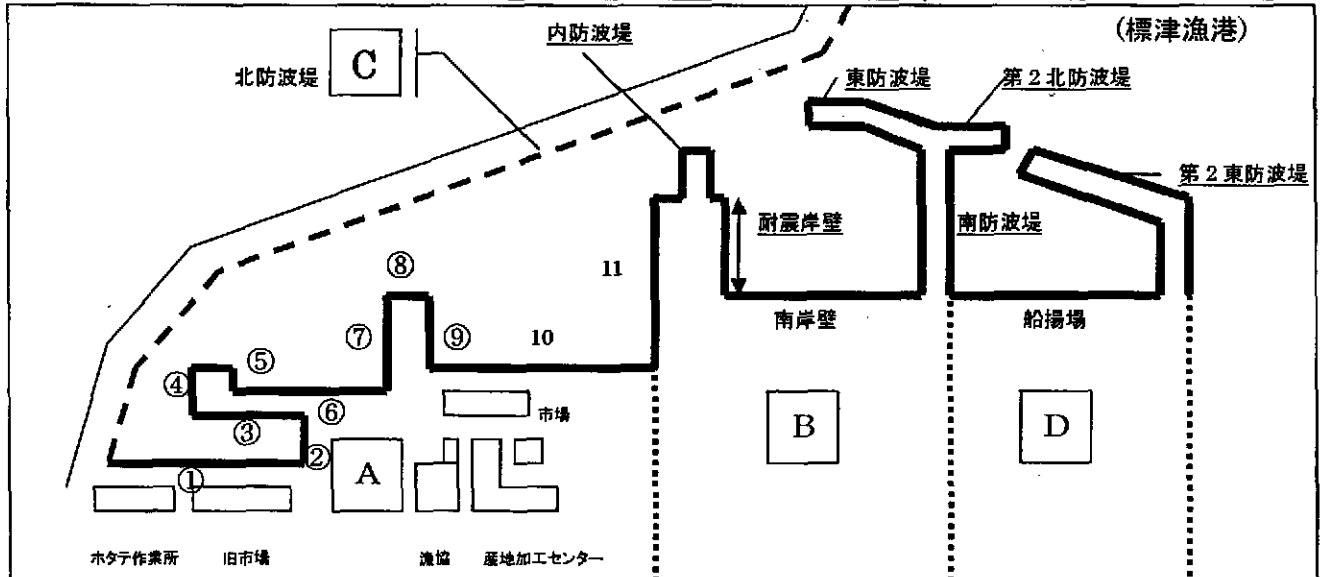 (標津漁港)
内防波堤
北防波堤
C
東防波堤
第2北防波堤
第2東防波堤
耐震岸壁
南防波堤
⑧
11
南岸壁
船揚場
⑦
⑨
10
⑤
④
⑥
市場
③
B
D
②
A
①
ホタテ作業所
旧市場
漁協
産地加工センター